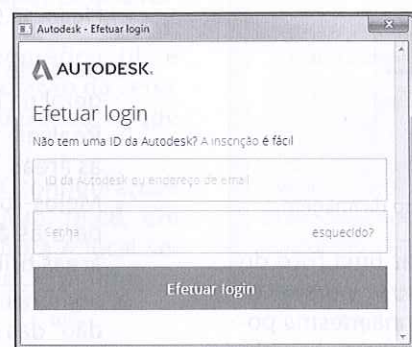 Autodesk - Efetuar login
AUTODESK.
Efetuar login
Não tem uma ID da Autodesk? A inscrição é fácil
ID da Autodesk ou endereço de email
Senha esquecido?
Efetuar login